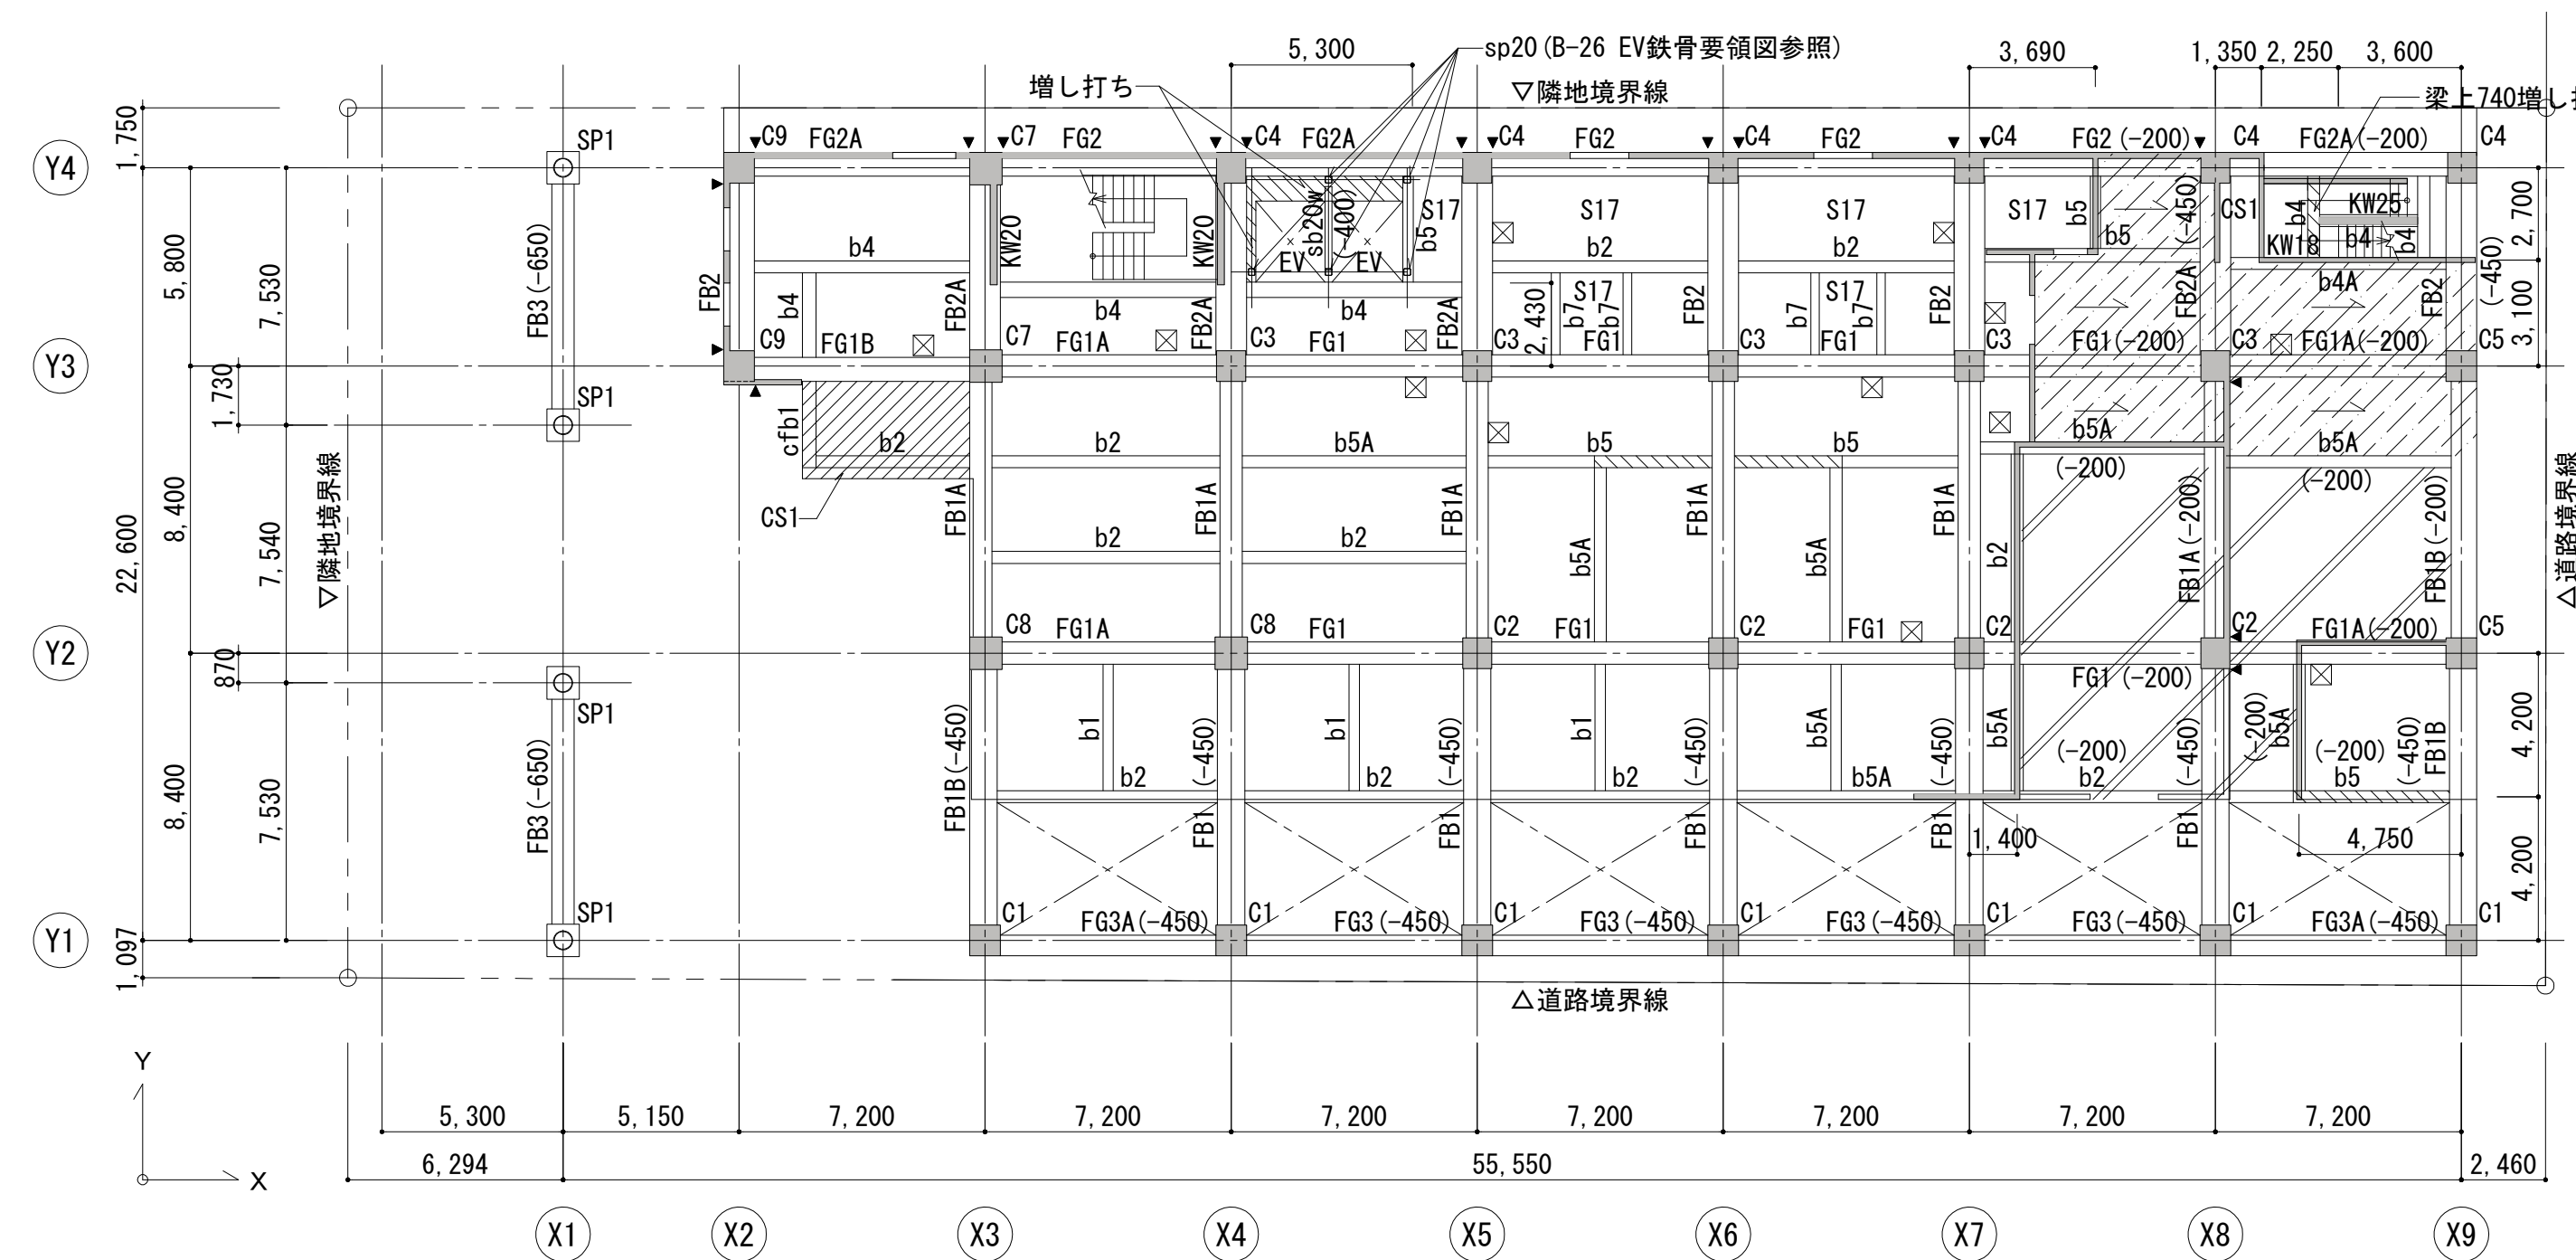 5,300
sp20(B-26 EV鉄骨要領図参照)
3,690
1,350
2,250
3,600
増し打ち
▽隣地境界線
梁上740増し
1,750
Y4
SP1
C9
FG2A
C7
FG2
C4
FG2A
C4
FG2
C4
FG2
C4
FG2(-200)
C4
FG2A(-200)
C4
5,800
7,530
FB3(-650)
FB2
b4
b4
FB2A
KW20
KW20
b4
FB2A
sb20w
(-400)
EV
EV
b5
S17
b4
FB2A
S17
b2
S17
b7
b7
2,430
FB2
S17
b2
S17
b7
b7
FB2
S17
b5
b5
(-450)
FB2A
CS1
b4
KW25
KW18
b4
b4
b4A
FB2
(-450)
2,700
3,100
Y3
C9
FG1B
C7
FG1A
C3
FG1
C3
FG1
C3
FG1
C3
FG1(-200)
C3
FG1A(-200)
C5
1,730
SP1
cfb1
b2
b2
b5A
b5
b5
b5A
(-200)
b5A
(-200)
CS1
▽隣地境界線
22,600
8,400
7,540
FB1A
b2
FB1A
b2
FB1A
b5A
FB1A
b5A
FB1A
b2
FB1A(-200)
FB1B(-200)
△道路境界線
Y2
870
C8
FG1A
C8
FG1
C2
FG1
C2
FG1
C2
FG1(-200)
C2
FG1A(-200)
C5
SP1
8,400
7,530
FB3(-650)
FB1B(-450)
b1
b2
(-450)
FB1
b1
b2
(-450)
FB1
b1
b2
(-450)
FB1
b5A
b5A
(-450)
FB1
b5A
(-200)
b2
(-450)
FB1
(-200)
b5A
(-200)
b5
(-450)
FB1B
4,200
1,400
4,750
4,200
SP1
C1
FG3A(-450)
C1
FG3(-450)
C1
FG3(-450)
C1
FG3(-450)
C1
FG3(-450)
C1
FG3A(-450)
C1
Y1
1,097
△道路境界線
Y
X
5,300
5,150
7,200
7,200
7,200
7,200
7,200
7,200
7,200
6,294
55,550
2,460
X1
X2
X3
X4
X5
X6
X7
X8
X9